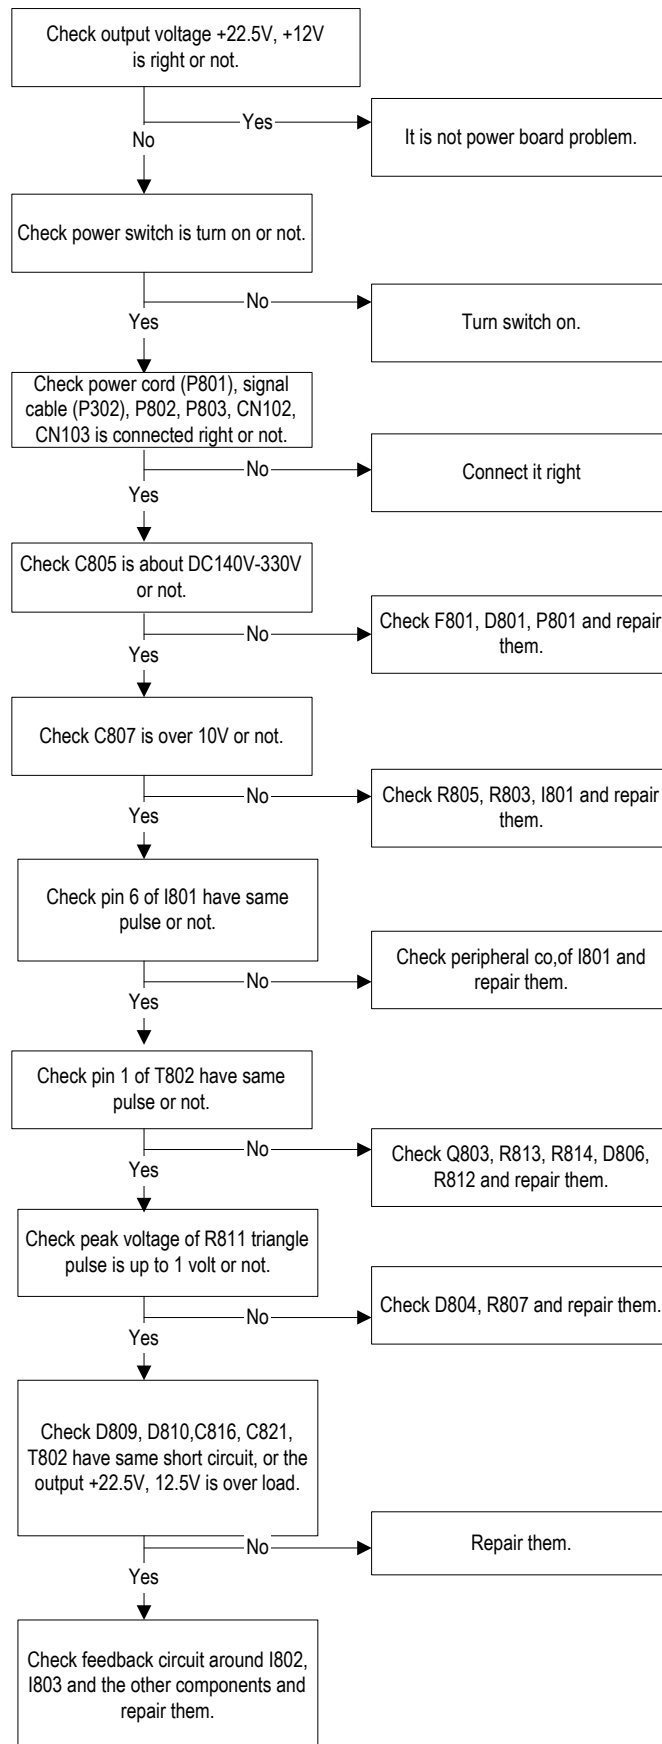 Check output voltage +22.5V, +12V
is right or not.
Yes
It is not power board problem.
No
Check power switch is turn on or not.
No
Turn switch on.
Yes
Check power cord (P801), signal
cable (P302), P802, P803, CN102,
CN103 is connected right or not.
No
Connect it right
Yes
Check C805 is about DC140V-330V
or not.
No
Check F801, D801, P801 and repair
them.
Yes
Check C807 is over 10V or not.
No
Check R805, R803, I801 and repair
them.
Yes
Check pin 6 of I801 have same
pulse or not.
No
Check peripheral co,of I801 and
repair them.
Yes
Check pin 1 of T802 have same
pulse or not.
No
Check Q803, R813, R814, D806,
R812 and repair them.
Yes
Check peak voltage of R811 triangle
pulse is up to 1 volt or not.
No
Check D804, R807 and repair them.
Yes
Check D809, D810,C816, C821,
T802 have same short circuit, or the
output +22.5V, 12.5V is over load.
No
Repair them.
Yes
Check feedback circuit around I802,
I803 and the other components and
repair them.